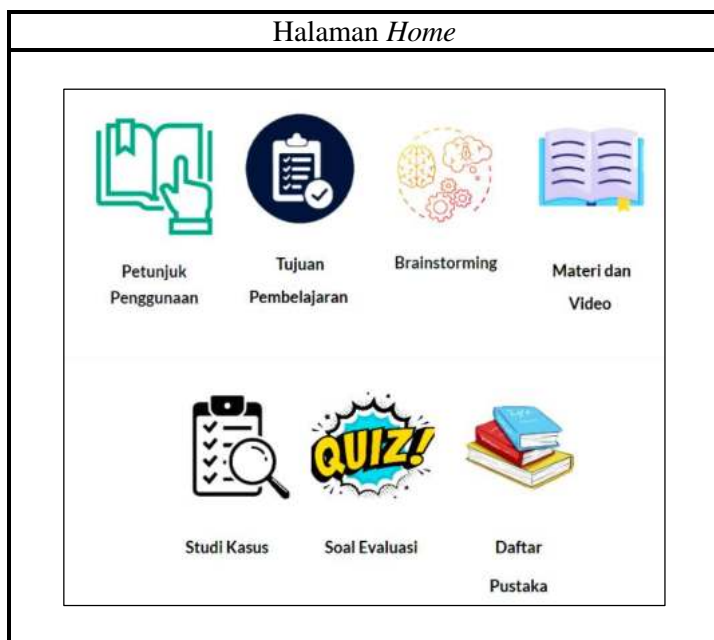 Halaman Home
Petunjuk
Penggunaan
Tujuan
Pembelajaran
Brainstorming
Materi dan
Video
QUIZ!
Studi Kasus
Soal Evaluasi
Daftar
Pustaka